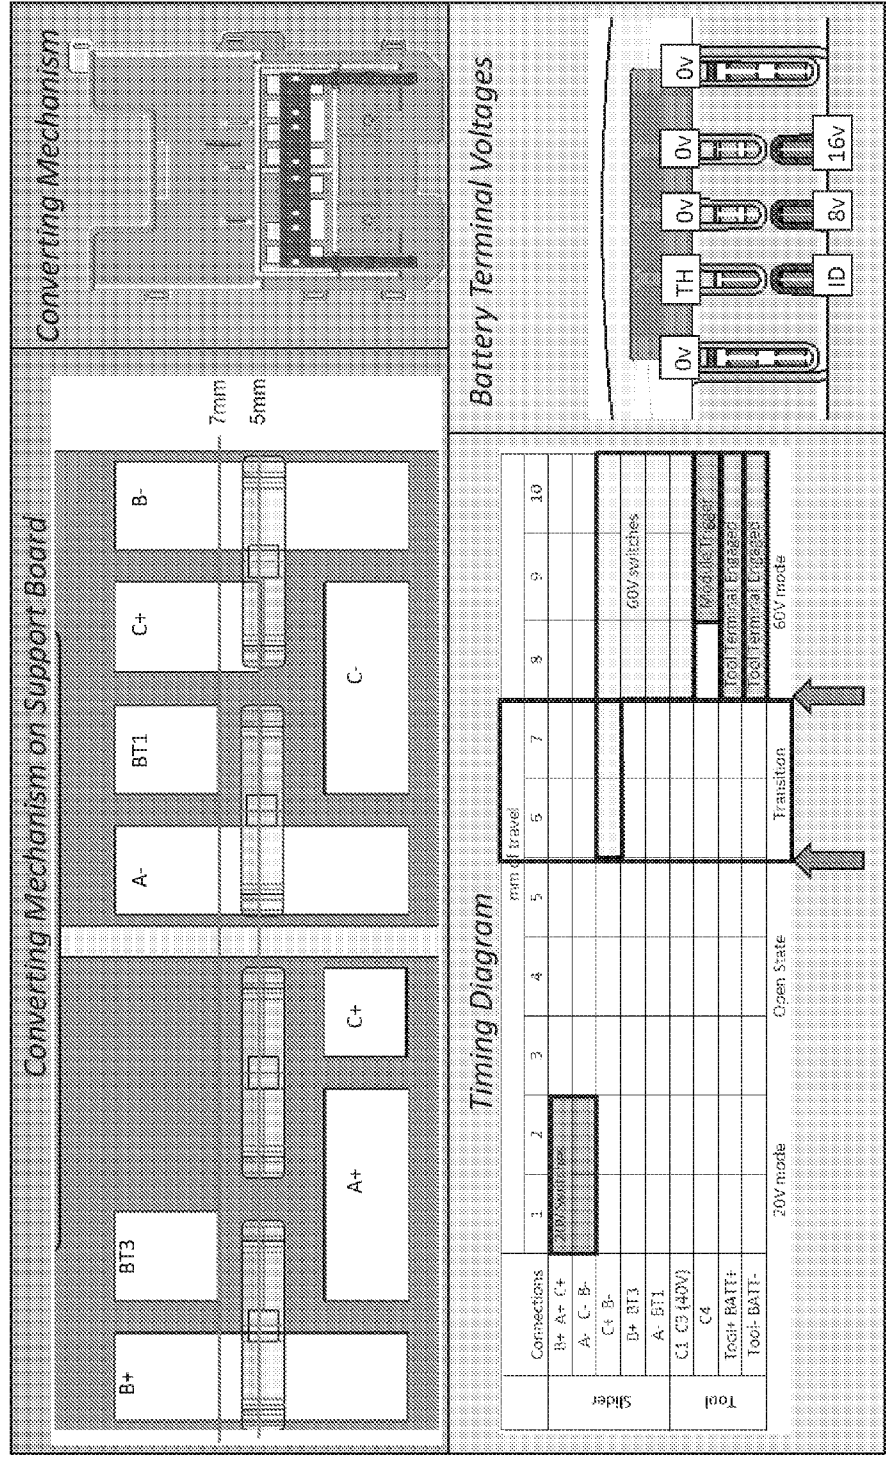 Converting Mechanism on Support Board
B+
BT3
A+
C+
A-
BT1
C+
B-
C-
7mm
5mm
Converting Mechanism
Timing Diagram
mm of travel
Connections 1 2 3 4 5 6 7 8 9 10
Slider
B+ A+ C+
20V Switches
A- C- B-
C+ B-
B+ BT3
60V switches
A- BT1
Tool
C1 C3 (40V)
C4
Module Trigger
Tool+ BATT+
Tool Terminal Engaged
Tool- BATT-
Tool Terminal Engaged
20V mode
Open State
Transition
60V mode
Battery Terminal Voltages
0v TH 0v 0v 0v
ID 8v 16v